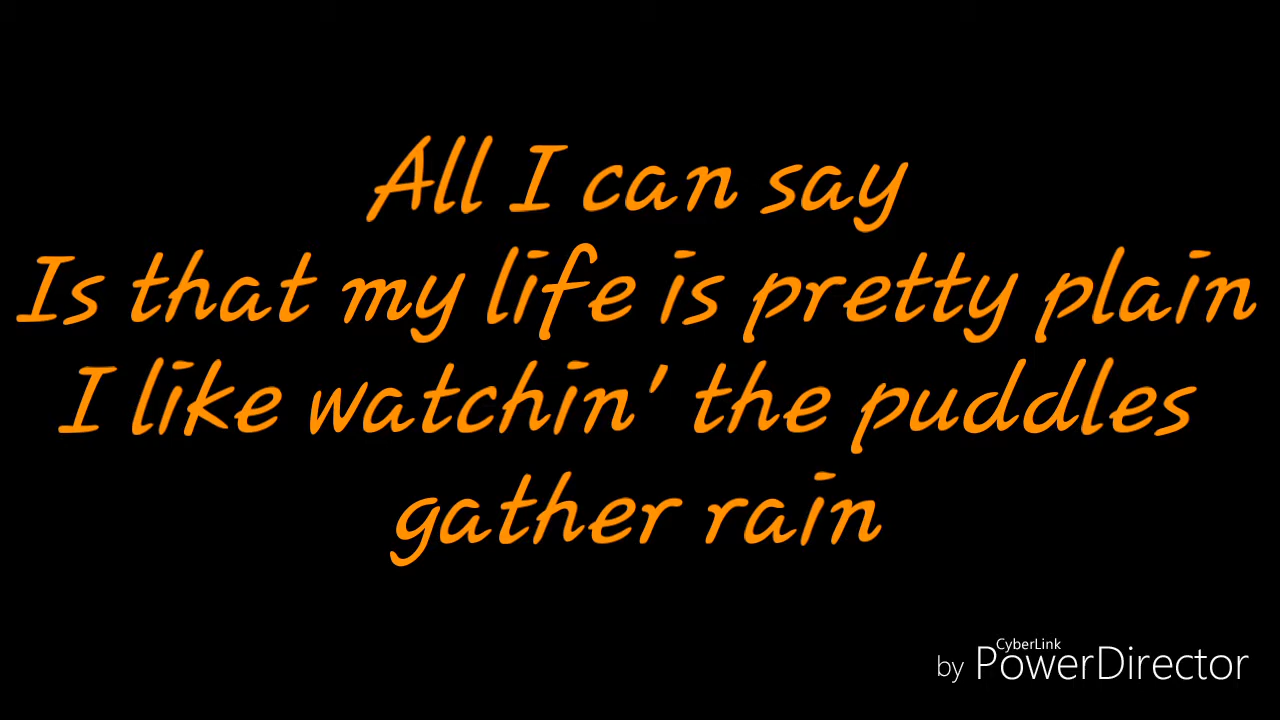 All I can say
Is that my life is pretty plain
I like watchin' the puddles
gather rain
by CyberLink PowerDirector